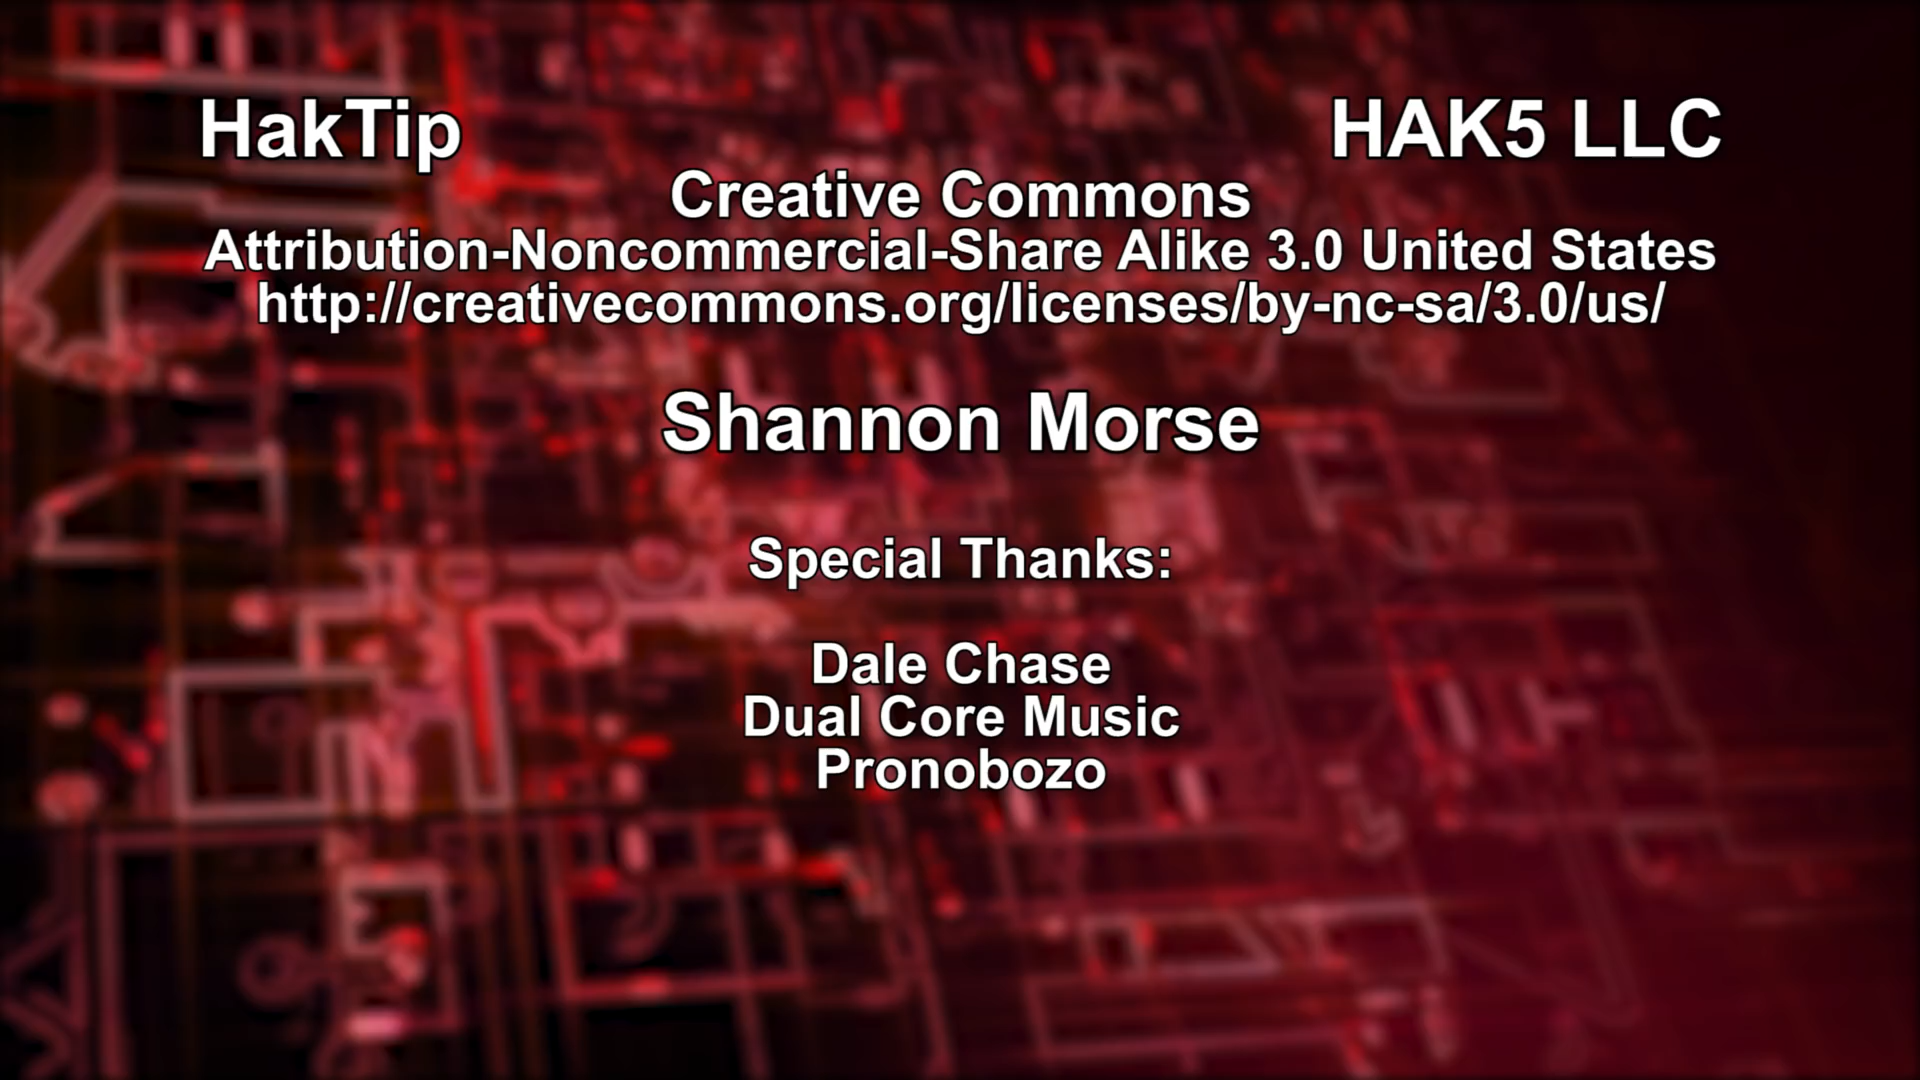 HakTip HAK5 LLC
Creative Commons
Attribution-Noncommercial-Share Alike 3.0 United States
http://creativecommons.org/licenses/by-nc-sa/3.0/us/
Shannon Morse
Special Thanks:
Dale Chase
Dual Core Music
Pronobozo